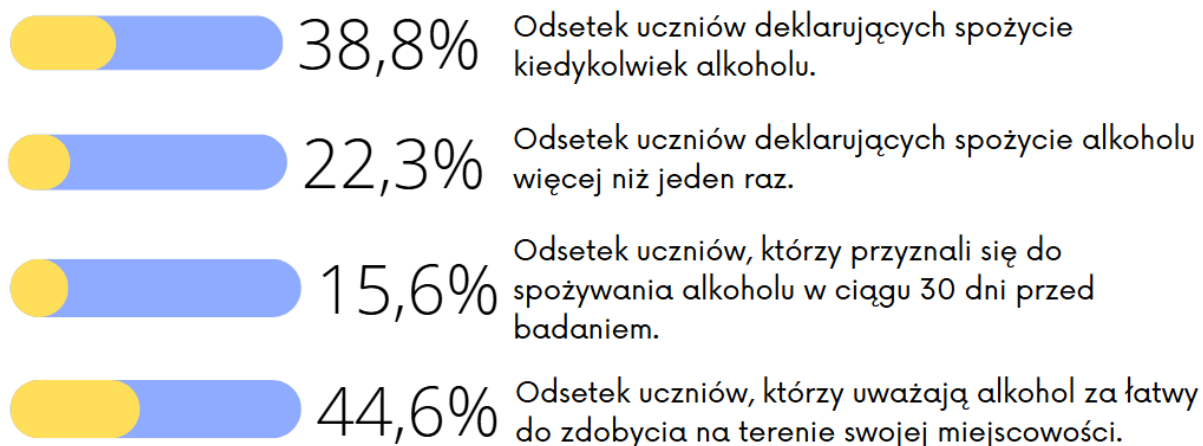 38,8%
Odsetek uczniów deklarujących spożycie
kiedykolwiek alkoholu.
22,3%
Odsetek uczniów deklarujących spożycie alkoholu
więcej niż jeden raz.
15,6%
Odsetek uczniów, którzy przyznali się do
spożywania alkoholu w ciągu 30 dni przed
badaniem.
44,6%
Odsetek uczniów, którzy uważają alkohol za łatwy
do zdobycia na terenie swojej miejscowości.